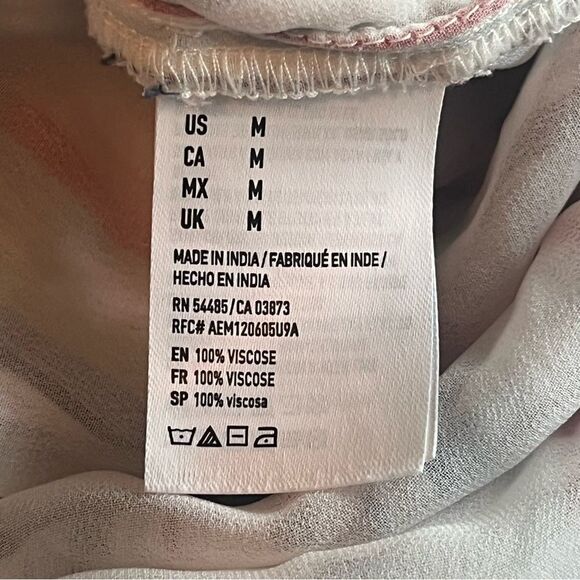 US M
CA M
MX M
UK M
MADE IN INDIA / FABRIQUÉ EN INDE /
HECHO EN INDIA
RN 54485 / CA 03873
RFC# AEM120605U9A
EN 100% VISCOSE
FR 100% VISCOSE
SP 100% viscosa